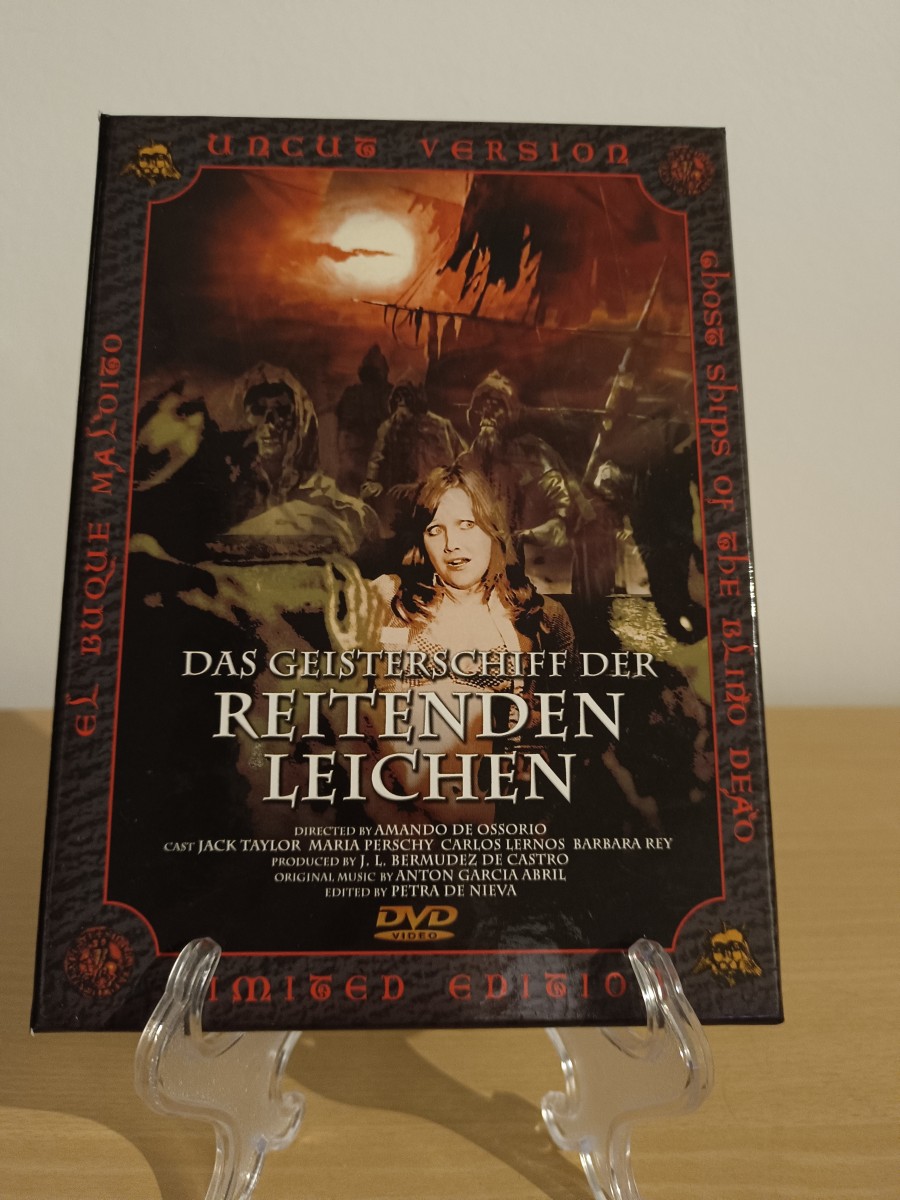 UNCUT VERSION
EL BUQUE MALDITO
GHOST SHIPS OF THE BLIND DEAD
DAS GEISTERSCHIFF DER
REITENDEN
LEICHEN
DIRECTED BY AMANDO DE OSSORIO
CAST JACK TAYLOR MARIA PERSCHY CARLOS LERNOS BARBARA REY
PRODUCED BY J. L. BERMUDEZ DE CASTRO
ORIGINAL MUSIC BY ANTON GARCIA ABRIL
EDITED BY PETRA DE NIEVA
DVD
VIDEO
LIMITED EDITION